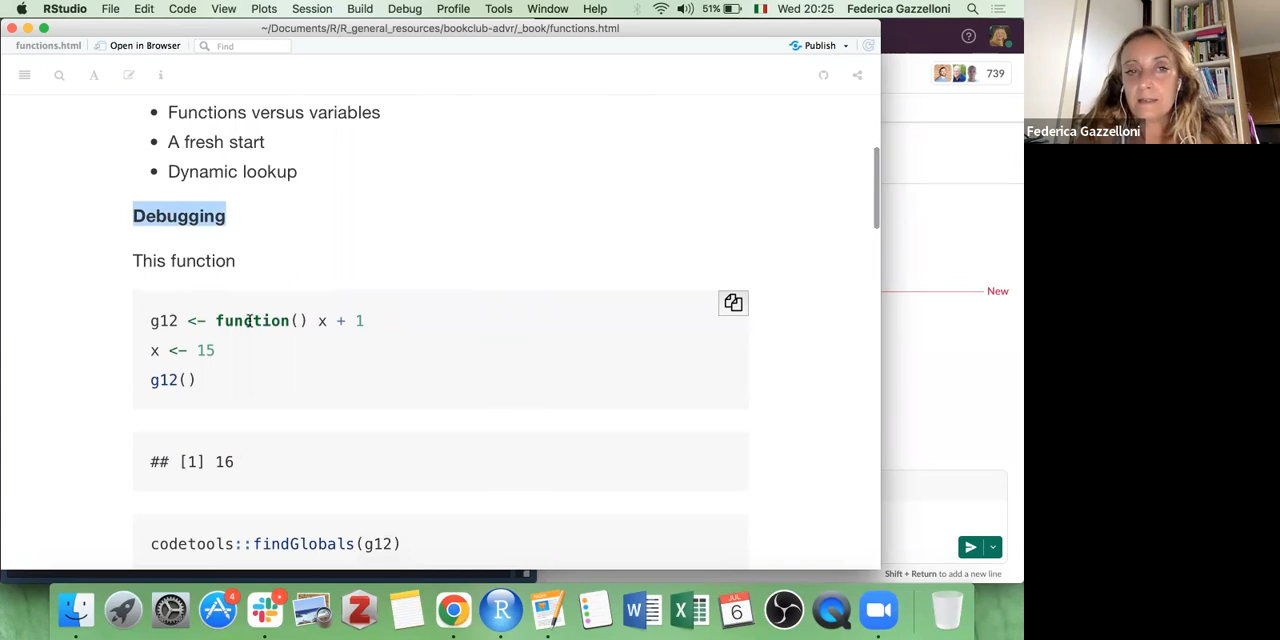 RStudio File Edit Code View Plots Session Build Debug Profile Tools Window Help 51% Wed 20:25 Federica Gazzelloni
~/Documents/R/R_general_resources/bookclub-advr/_book/functions.html
functions.html Open in Browser Find Publish
A i
739
Functions versus variables
A fresh start
Dynamic lookup
Federica Gazzelloni
Debugging
This function
New
g12 <- function() x + 1
x <- 15
g12()
## [1] 16
codetools::findGlobals(g12)
Shift + Return to add a new line
4
JUL
6
R
W
X
Z